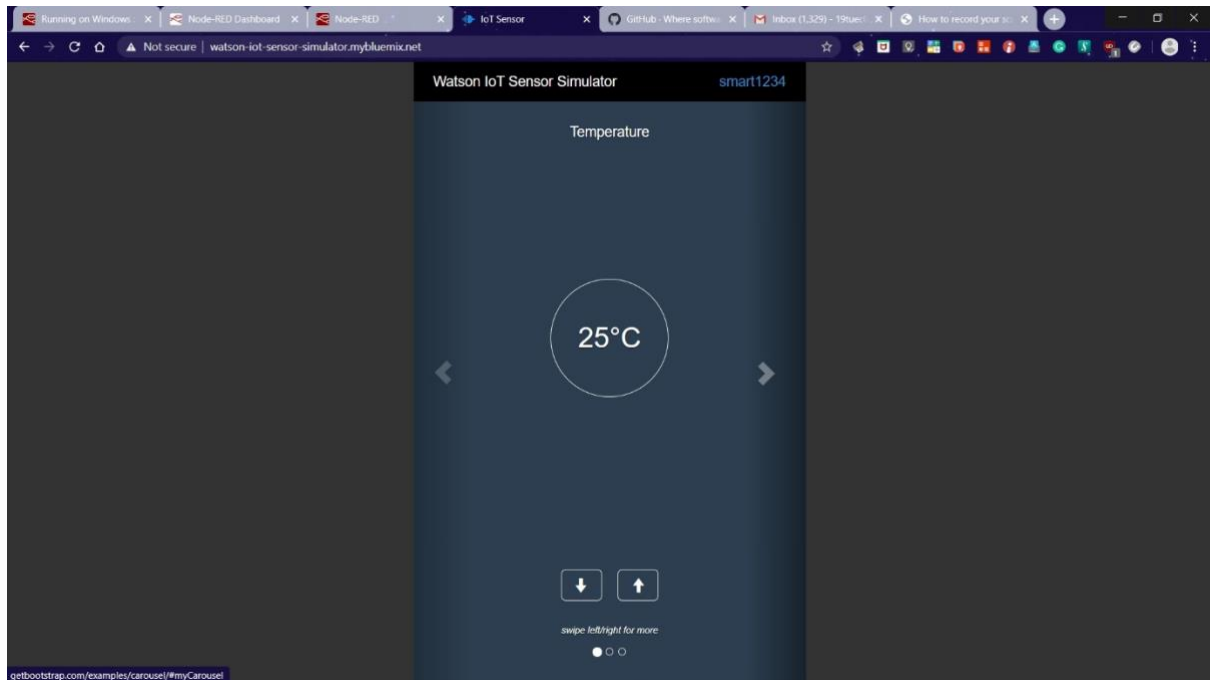 Running on Windows
Node-RED Dashboard
Node-RED
IoT Sensor
GitHub - Where softw
Inbox (1,329) - 19tuec
How to record your sc
Not secure | watson-iot-sensor-simulator.mybluemix.net
Watson IoT Sensor Simulator
smart1234
Temperature
25°C
swipe left/right for more
getbootstrap.com/examples/carousel/#myCarousel